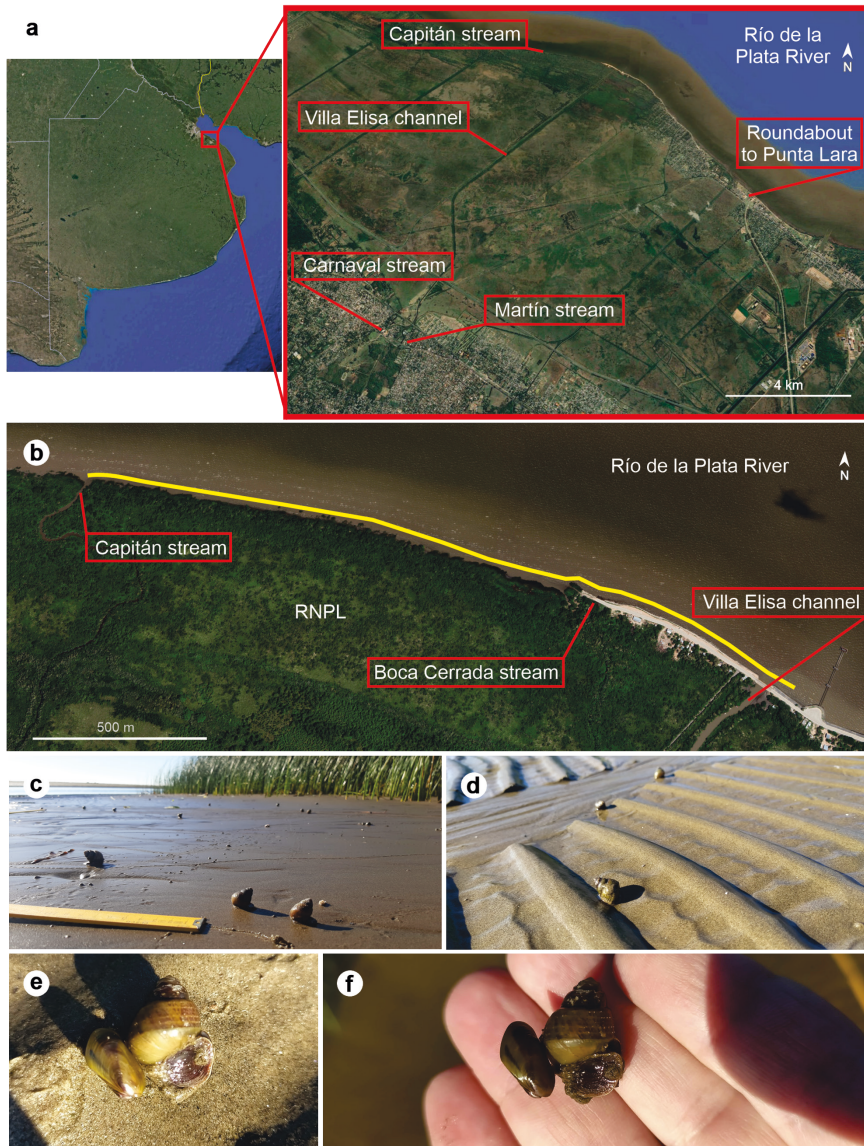 a
Capitán stream
Río de la
Plata River
N
Villa Elisa channel
Roundabout
to Punta Lara
Carnaval stream
Martín stream
4 km
b
Río de la Plata River
N
Capitán stream
RNPL
Villa Elisa channel
Boca Cerrada stream
500 m
c
d
e
f